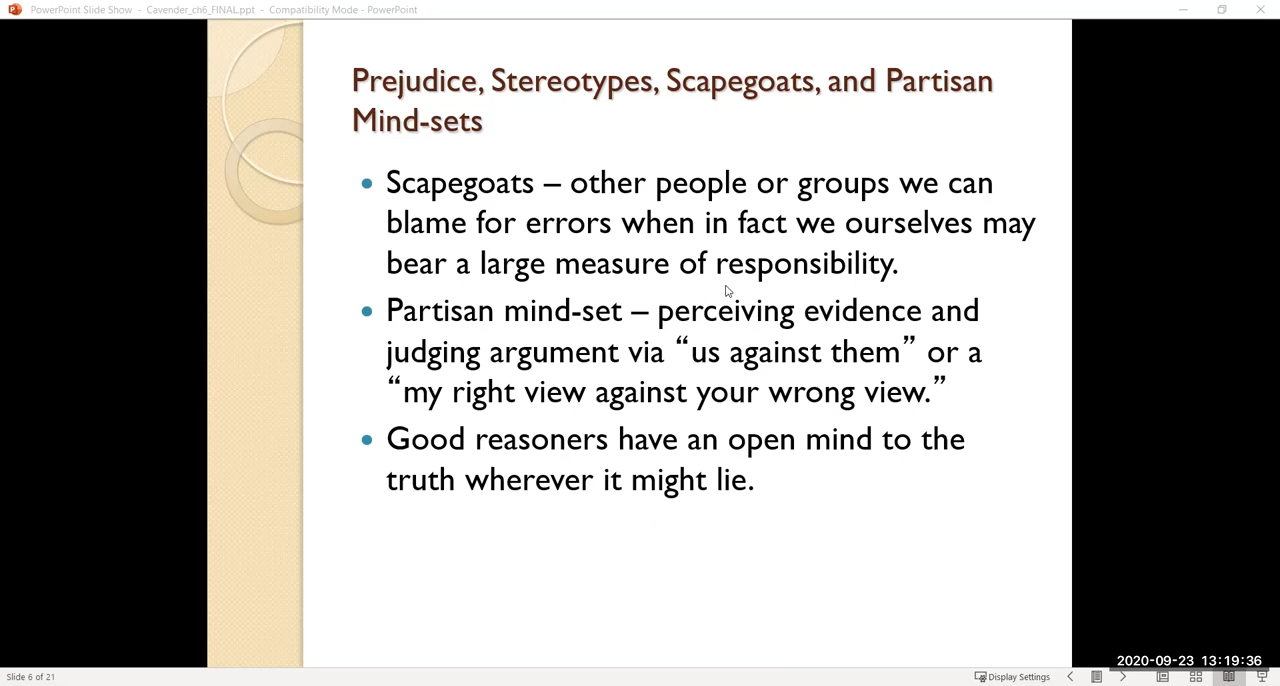 PowerPoint Slide Show - Cavender_ch6_FINAL.ppt - Compatibility Mode - PowerPoint
Prejudice, Stereotypes, Scapegoats, and Partisan
Mind-sets
• Scapegoats – other people or groups we can
blame for errors when in fact we ourselves may
bear a large measure of responsibility.
• Partisan mind-set – perceiving evidence and
judging argument via “us against them” or a
“my right view against your wrong view.”
• Good reasoners have an open mind to the
truth wherever it might lie.
2020-09-23 13:19:36
Slide 6 of 21
Display Settings